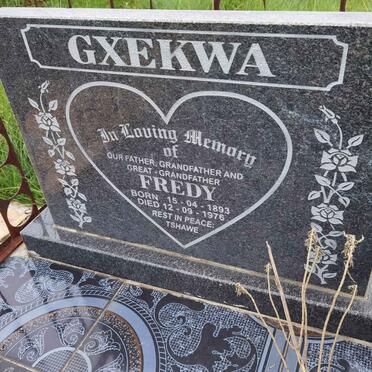 GXEKWA
In Loving Memory
of
OUR FATHER, GRANDFATHER AND
GREAT - GRANDFATHER
FREDY
BORN 15 - 04 - 1893
DIED 12 - 09 - 1976
REST IN PEACE;
TSHAWE